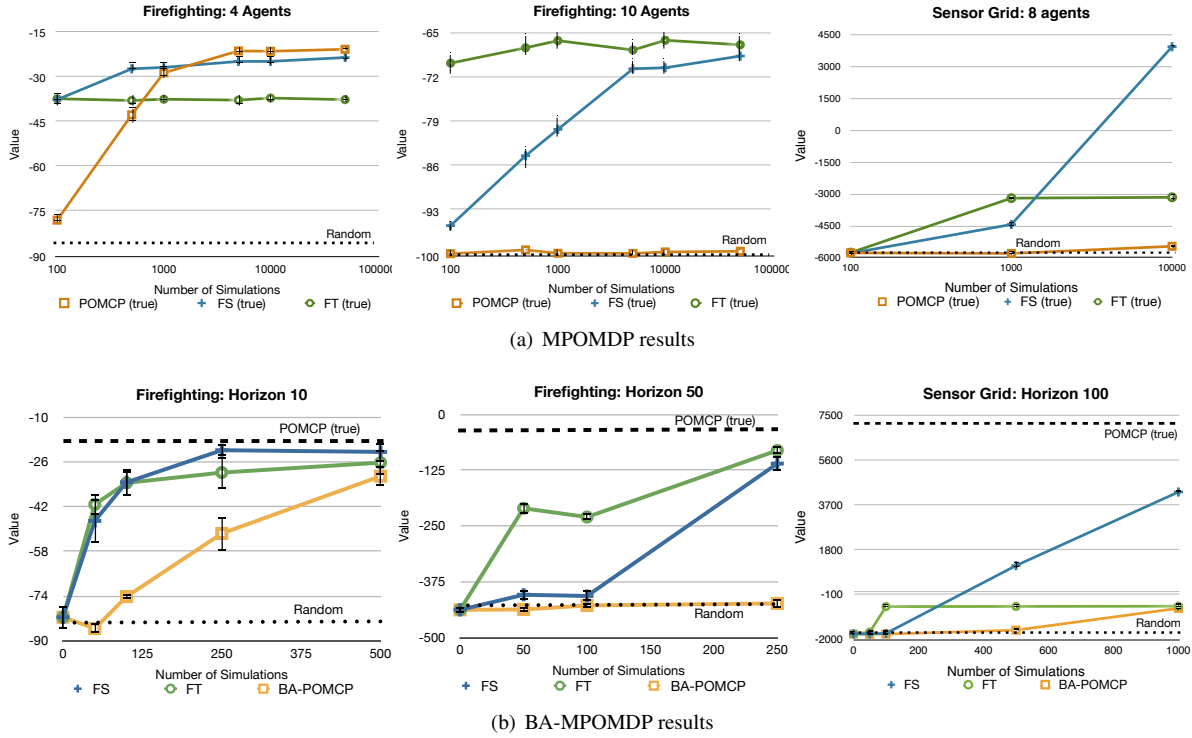 Firefighting: 4 Agents
Value
-15
-30
-45
-60
-75
-90
Random
100
1000
10000
100000
Number of Simulations
POMCP (true)
FS (true)
FT (true)
Firefighting: 10 Agents
Value
-65
-72
-79
-86
-93
-100
Random
100
1000
10000
100000
Number of Simulations
POMCP (true)
FS (true)
FT (true)
Sensor Grid: 8 agents
Value
4500
3000
1500
0
-1500
-3000
-4500
-6000
Random
100
1000
10000
Number of Simulations
POMCP (true)
FS (true)
FT (true)
(a) MPOMDP results
Firefighting: Horizon 10
Value
-10
-26
-42
-58
-74
-90
POMCP (true)
Random
0
125
250
375
500
Number of Simulations
FS
FT
BA-POMCP
Firefighting: Horizon 50
Value
0
-125
-250
-375
-500
POMCP (true)
Random
0
50
100
150
200
250
Number of Simulations
FS
FT
BA-POMCP
Sensor Grid: Horizon 100
Value
7500
5600
3700
1800
-100
-2000
POMCP (true)
Random
0
200
400
600
800
1000
Number of Simulations
FS
FT
BA-POMCP
(b) BA-MPOMDP results